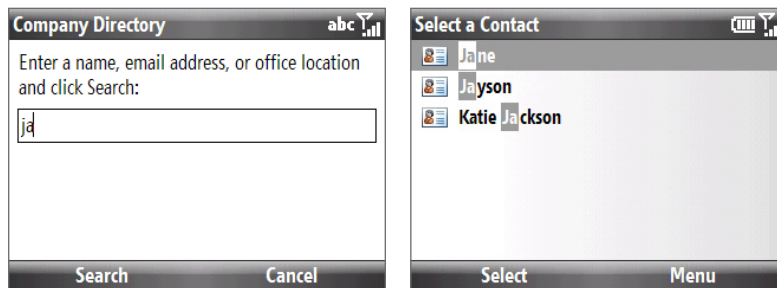 Company Directory
abc
Enter a name, email address, or office location
and click Search:
ja
Search
Cancel
Select a Contact
Jane
Jayson
Katie Jackson
Select
Menu